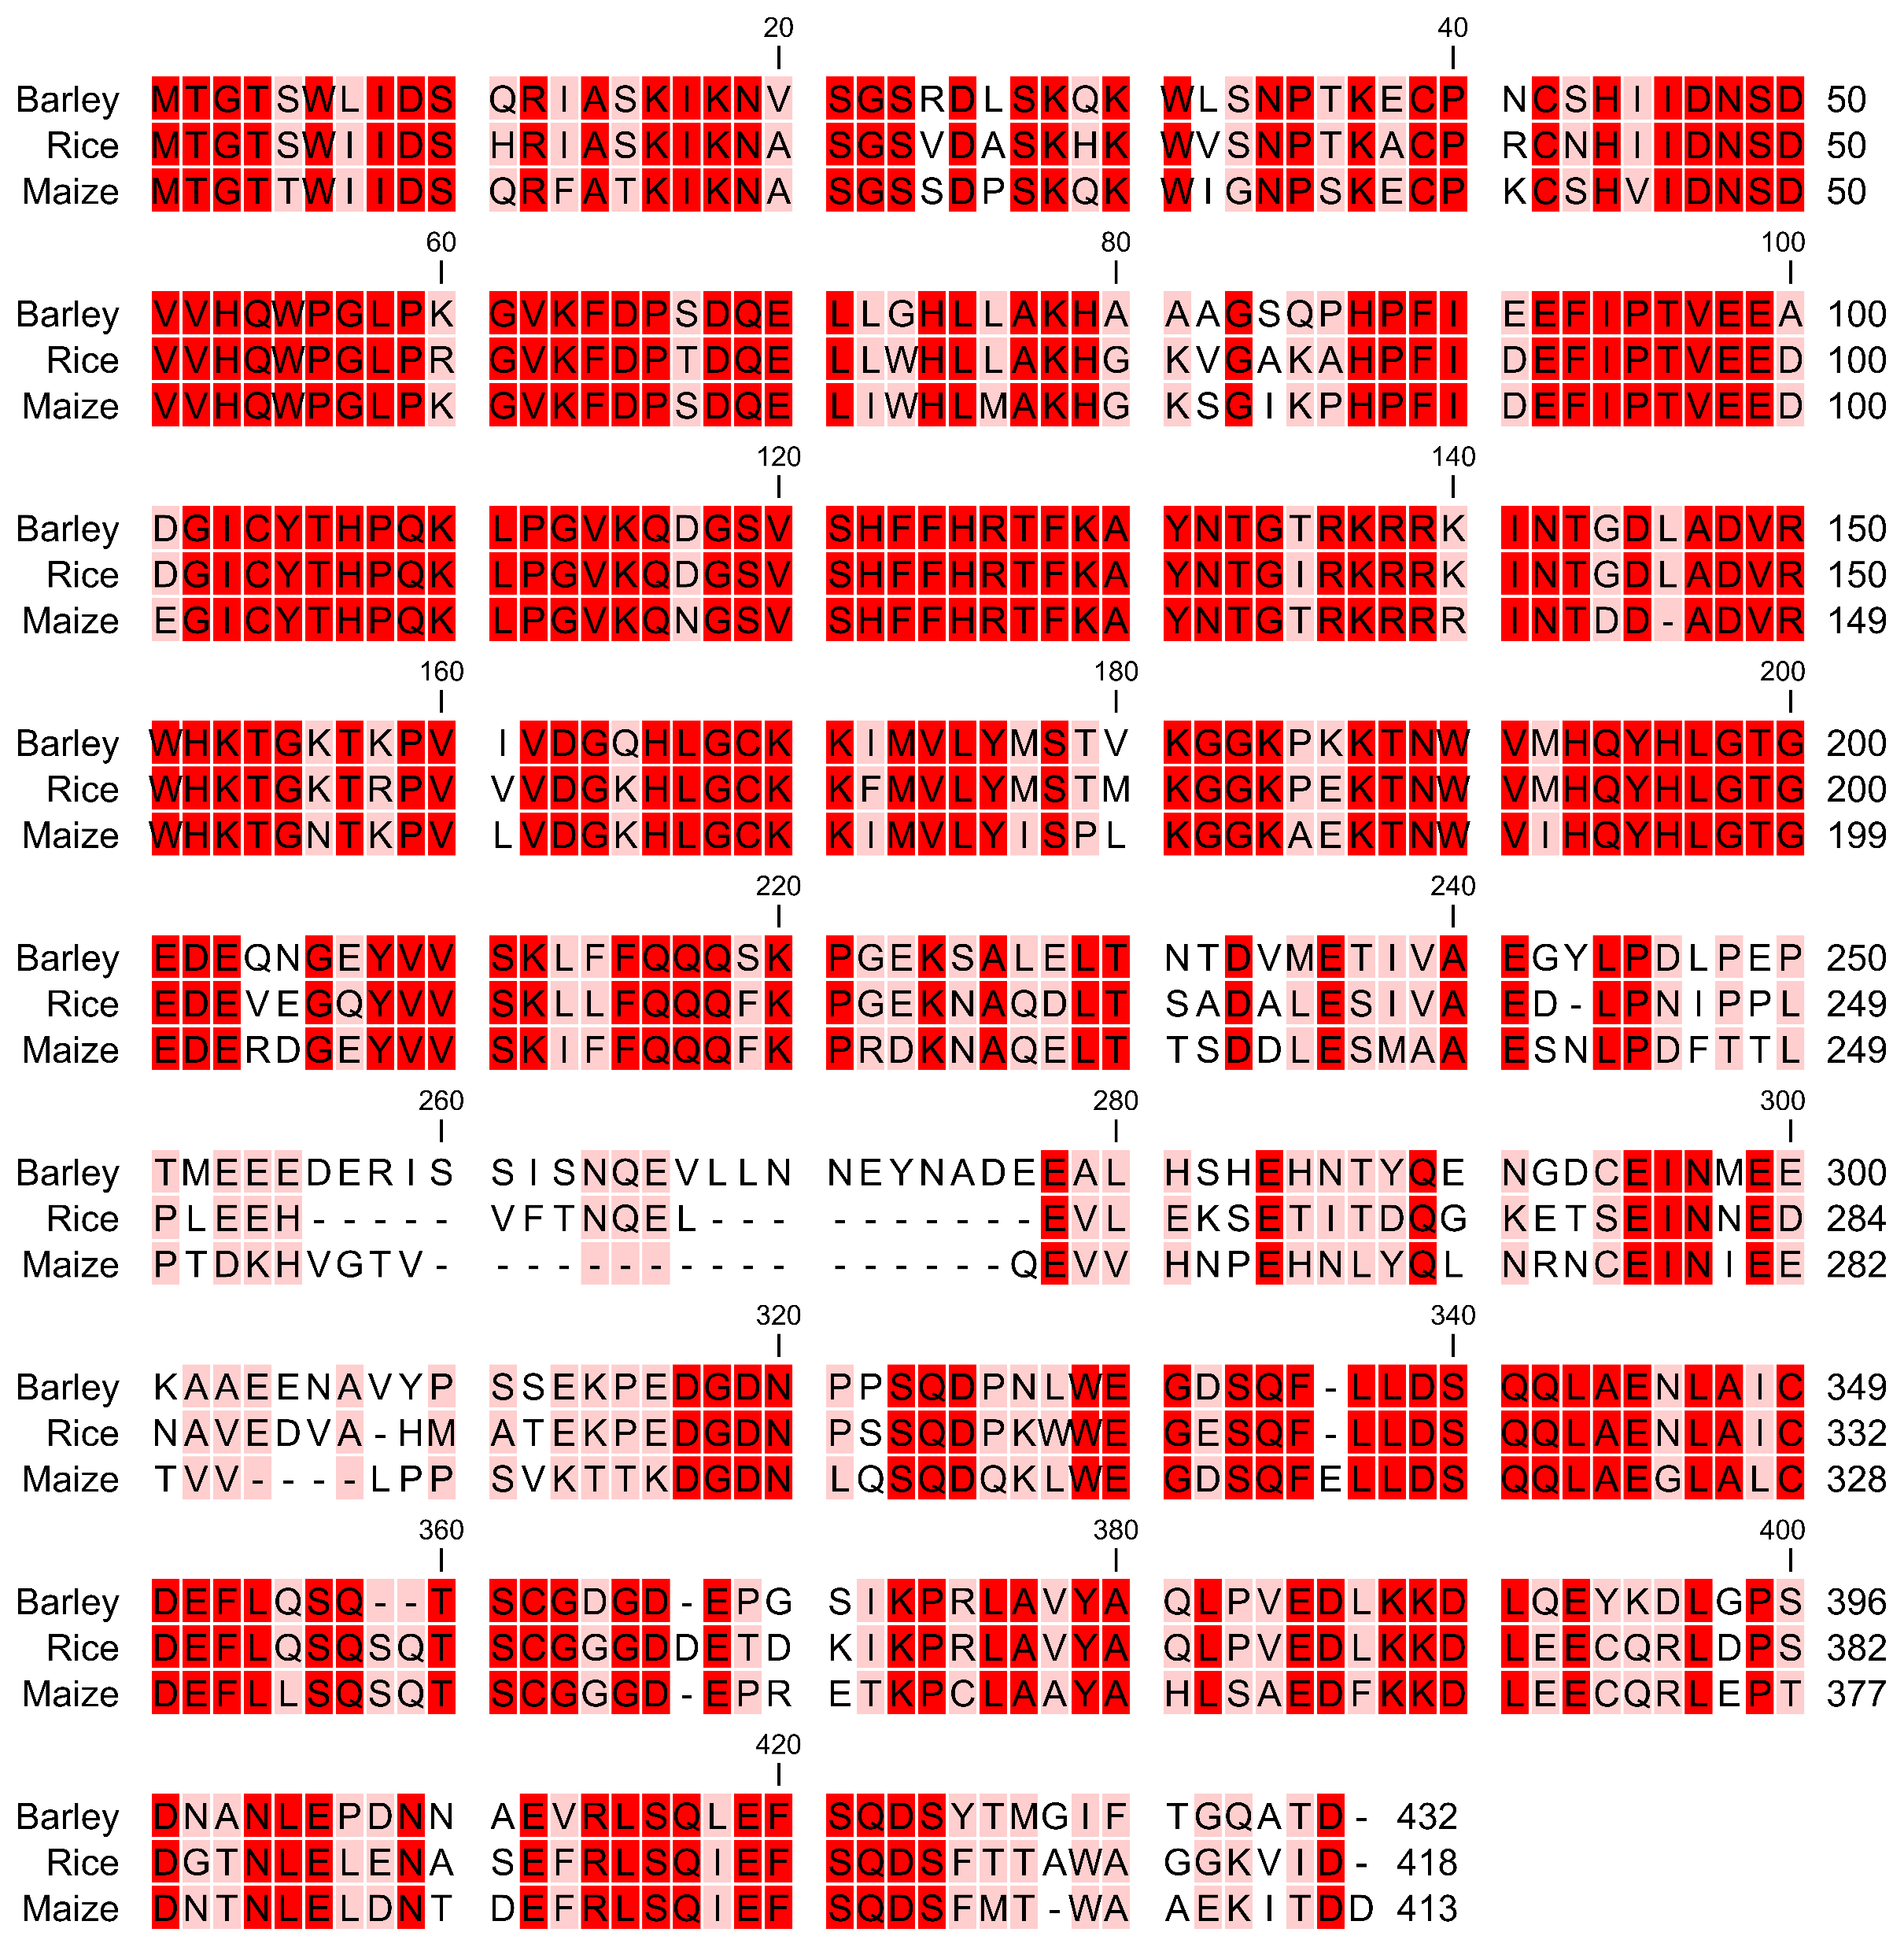 20 40
Barley MTGTSWLIDS QRIASKIKNV SGSRDLSKQK WLSNPTKECP NCSHIIDNSD 50
Rice MTGTSWIIDS HRIASKIKNA SGSVDASKHK WVSNPTKACP RCNHIIDNSD 50
Maize MTGTTWIIDS QRFATKIKNA SGSSDPSKQK WIGNPSKECP KCSHVIDNSD 50
60 80 100
Barley VVHQWPGLPK GVKFDPSDQE LLGHLLAKHA AAGSQPHPFI EEFIPTVEEA 100
Rice VVHQWPGLPR GVKFDPTDQE LLWHLLAKHG KVGAKAHPFI DEFIPTVEED 100
Maize VVHQWPGLPK GVKFDPSDQE LIWHLMAKHG KSGIKPHPFI DEFIPTVEED 100
120 140
Barley DGICYTHPQK LPGVKQDGSV SHFFHRTFKA YNTGTRKRRK INTGDLADVR 150
Rice DGICYTHPQK LPGVKQDGSV SHFFHRTFKA YNTGIRKRRK INTGDLADVR 150
Maize EGICYTHPQK LPGVKQNGSV SHFFHRTFKA YNTGTRKRRR INTDD-ADVR 149
160 180 200
Barley WHKTGKTKPV IVDGQHLGCK KIMVLYMSTV KGGKPKKTNW VMHQYHLGTG 200
Rice WHKTGKTRPV VVDGKHLGCK KFMVLYMSTM KGGKPEKTNW VMHQYHLGTG 200
Maize WHKTGNTKPV LVDGKHLGCK KIMVLYISPL KGGKAEKTNW VIHQYHLGTG 199
220 240
Barley EDEQNGEYVV SKLFFQQQSK PGEKSALELT NTDVMETIVA EGYLPDLPEP 250
Rice EDEVEGQYVV SKLLFQQQFK PGEKNAQDLT SADALESIVA ED-LPNIPPL 249
Maize EDERDGEYVV SKIFFQQQFK PRDKNAQELT TSDDLESMAA ESNLPDFTTL 249
260 280 300
Barley TMEEEDERIS SISNQEVLLN NEYNADEEAL HSHEHNTYQE NGDCEINMEE 300
Rice PLEEH----- VFTNQEL--- -------EVL EKSETITDQG KETSEINNED 284
Maize PTDKHVGTV- ---------- ------QEVV HNPEHNLYQL NRNCEINIEE 282
320 340
Barley KAAEENAVYP SSEKPEDGDN PPSQDPNLWE GDSQF-LLDS QQLAENLAIC 349
Rice NAVEDVA-HM ATEKPEDGDN PSSQDPKWWE GESQF-LLDS QQLAENLAIC 332
Maize TVV----LPP SVKTTKDGDN LQSQDQKLWE GDSQFELLDS QQLAEGLALC 328
360 380 400
Barley DEFLQSQ--T SCGDGD-EPG SIKPRLAVYA QLPVEDLKKD LQEYKDLGPS 396
Rice DEFLQSQSQT SCGGGDDETD KIKPRLAVYA QLPVEDLKKD LEECQRLDPS 382
Maize DEFLLSQSQT SCGGGD-EPR ETKPCLAAYA HLSAEDFKKD LEECQRLEPT 377
420
Barley DNANLEPDNN AEVRLSQLEF SQDSYTMGIF TGQATD- 432
Rice DGTNLELENA SEFRLSQIEF SQDSFTTAWA GGKVID- 418
Maize DNTNLELDNT DEFRLSQIEF SQDSFMT-WA AEKITDD 413